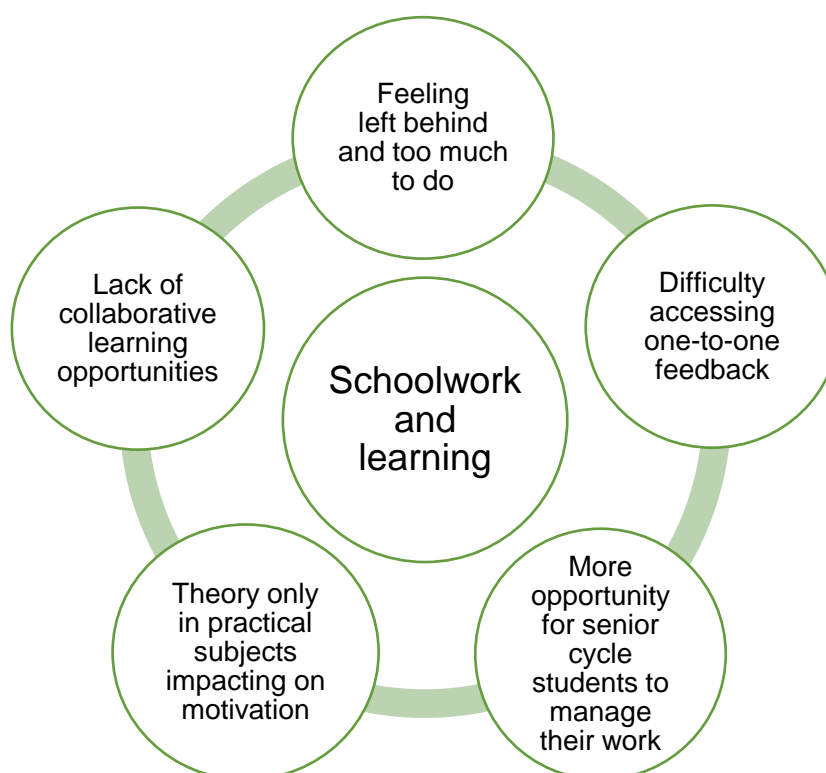 Feeling
left behind
and too much
to do
Difficulty
accessing
one-to-one
feedback
More
opportunity
for senior
cycle
students to
manage
their work
Theory only
in practical
subjects
impacting on
motivation
Lack of
collaborative
learning
opportunities
Schoolwork
and
learning